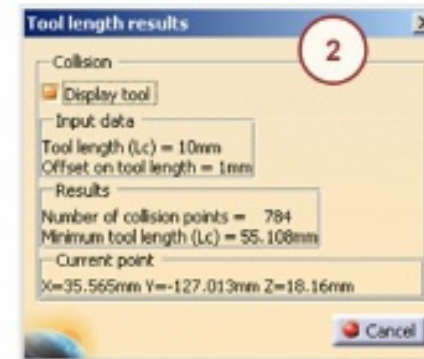 Tool length results
2
Collision
Display tool
Input data
Tool length (Lc) = 10mm
Offset on tool length = 1mm
Results
Number of collision points = 784
Minimum tool length (Lc) = 55.108mm
Current point
X=35.565mm Y=-127.013mm Z=18.16mm
Cancel